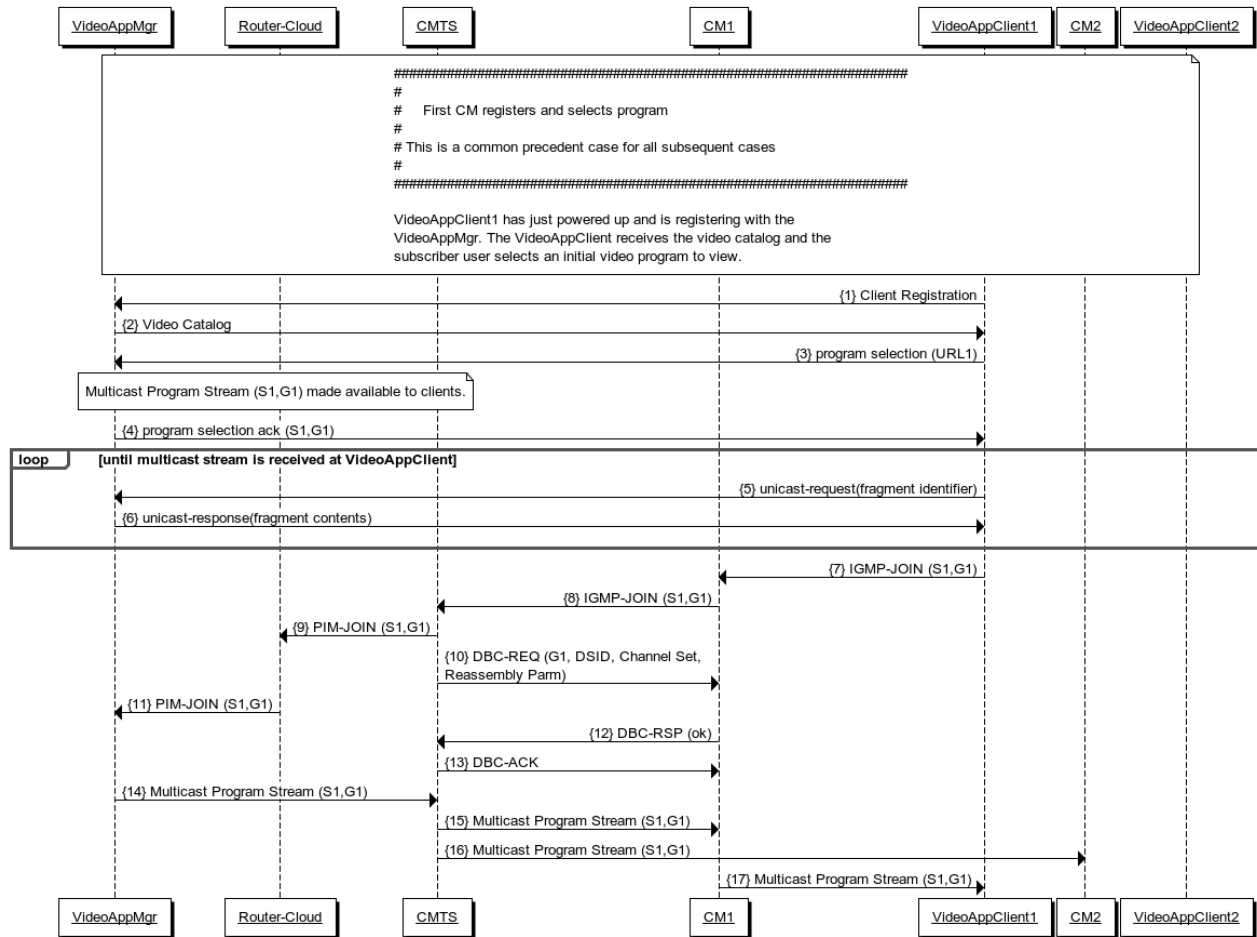 VideoAppMgr Router-Cloud CMTS CM1 VideoAppClient1 CM2 VideoAppClient2
######################################################################
#
# First CM registers and selects program
#
# This is a common precedent case for all subsequent cases
#
######################################################################
VideoAppClient1 has just powered up and is registering with the
VideoAppMgr. The VideoAppClient receives the video catalog and the
subscriber user selects an initial video program to view.
{1} Client Registration
{2} Video Catalog
{3} program selection (URL1)
Multicast Program Stream (S1,G1) made available to clients.
{4} program selection ack (S1,G1)
loop [until multicast stream is received at VideoAppClient]
{5} unicast-request(fragment identifier)
{6} unicast-response(fragment contents)
{7} IGMP-JOIN (S1,G1)
{8} IGMP-JOIN (S1,G1)
{9} PIM-JOIN (S1,G1)
{10} DBC-REQ (G1, DSID, Channel Set,
Reassembly Parm)
{11} PIM-JOIN (S1,G1)
{12} DBC-RSP (ok)
{13} DBC-ACK
{14} Multicast Program Stream (S1,G1)
{15} Multicast Program Stream (S1,G1)
{16} Multicast Program Stream (S1,G1)
{17} Multicast Program Stream (S1,G1)
VideoAppMgr Router-Cloud CMTS CM1 VideoAppClient1 CM2 VideoAppClient2